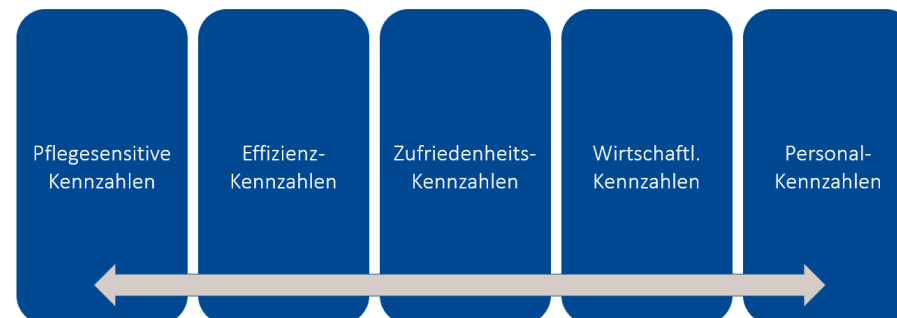 Pflegesensitive
Kennzahlen
Effizienz-
Kennzahlen
Zufriedenheits-
Kennzahlen
Wirtschaftl.
Kennzahlen
Personal-
Kennzahlen